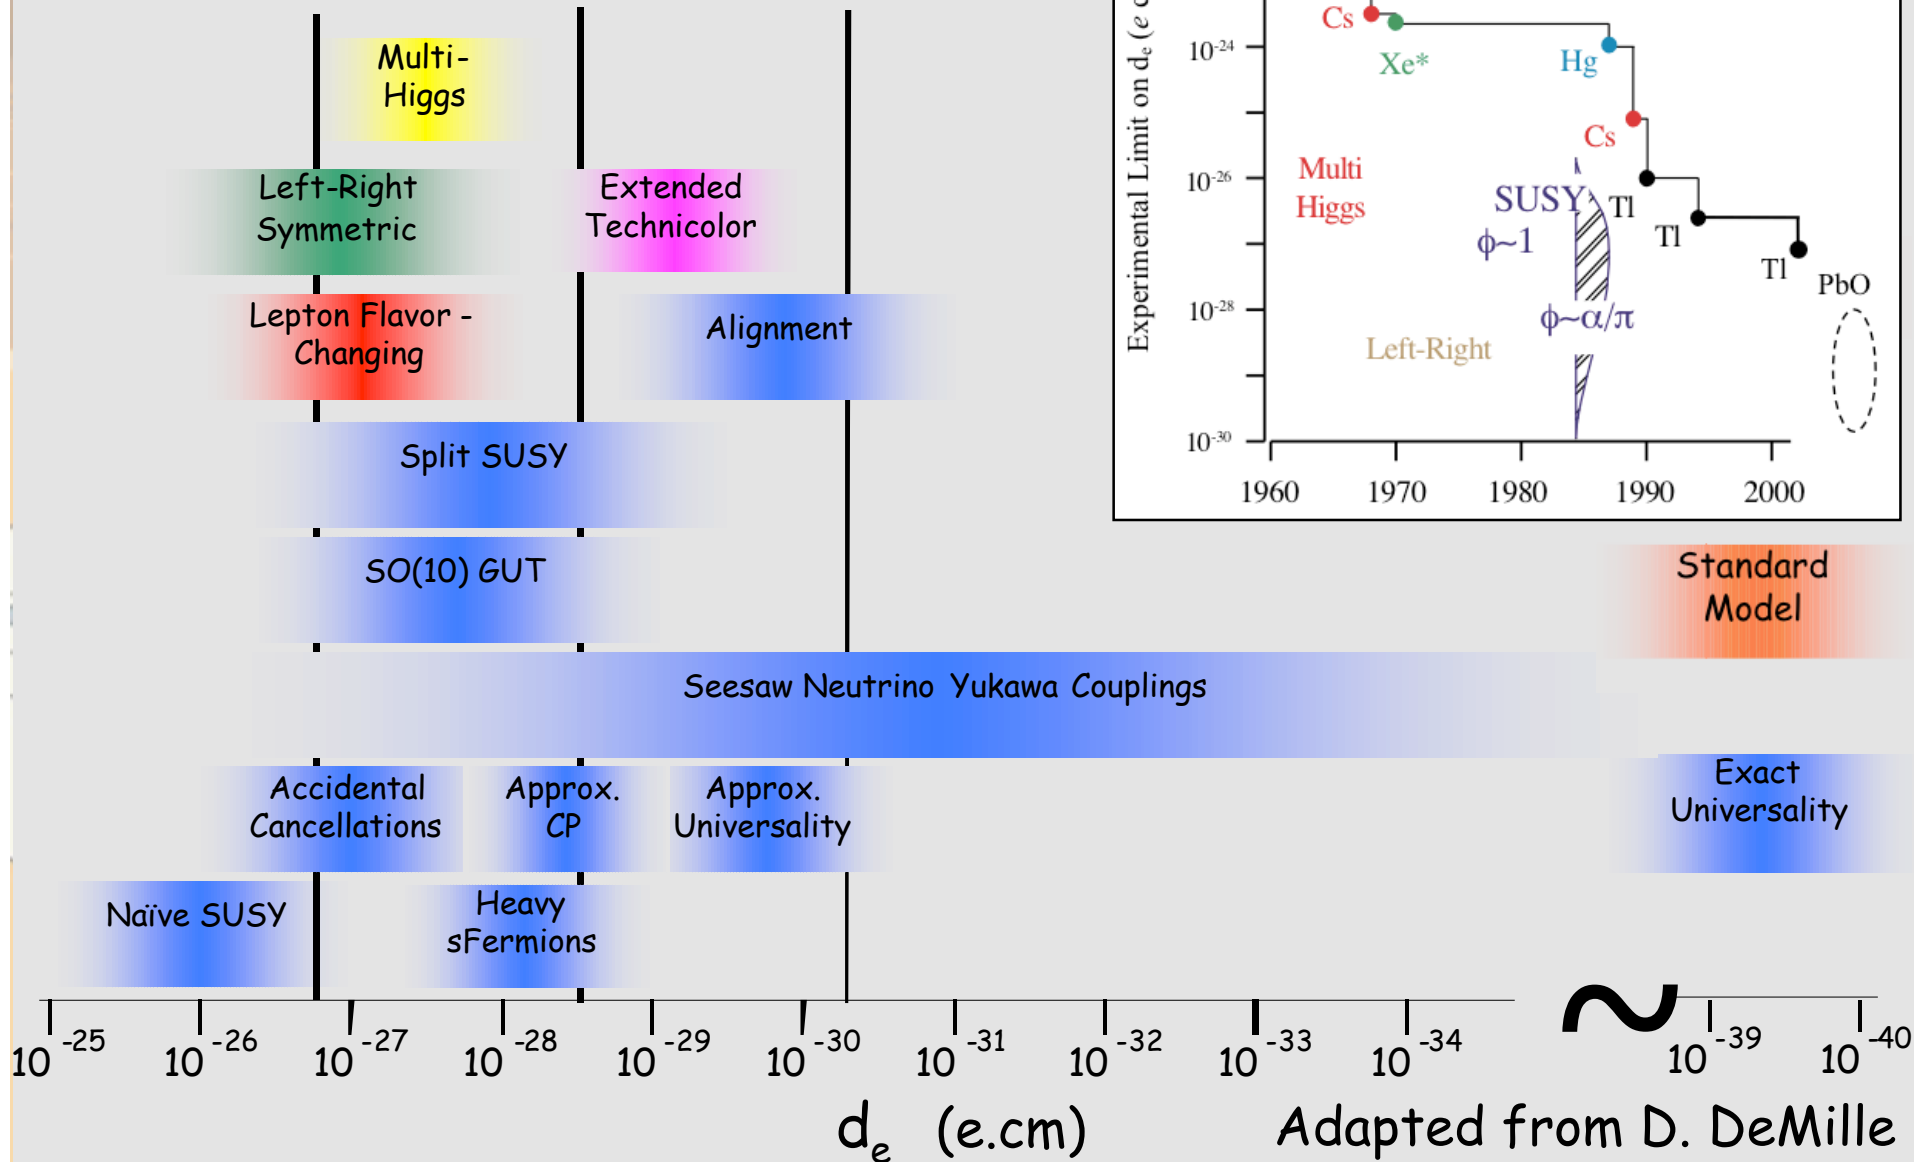 Multi-
Higgs
Left-Right
Symmetric
Extended
Technicolor
Lepton Flavor -
Changing
Alignment
Split SUSY
SO(10) GUT
Seesaw Neutrino Yukawa Couplings
Accidental
Cancellations
Approx.
CP
Approx.
Universality
Naïve SUSY
Heavy
sFermions
Standard
Model
Exact
Universality
10^-25 10^-26 10^-27 10^-28 10^-29 10^-30 10^-31 10^-32 10^-33 10^-34 10^-39 10^-40
d_e (e.cm)
Adapted from D. DeMille
Experimental Limit on d_e (e
10^-24
10^-26
10^-28
10^-30
Cs
Xe*
Hg
Cs
Multi
Higgs
SUSY
φ~1
Tl
Tl
Tl
PbO
φ~α/π
Left-Right
1960 1970 1980 1990 2000